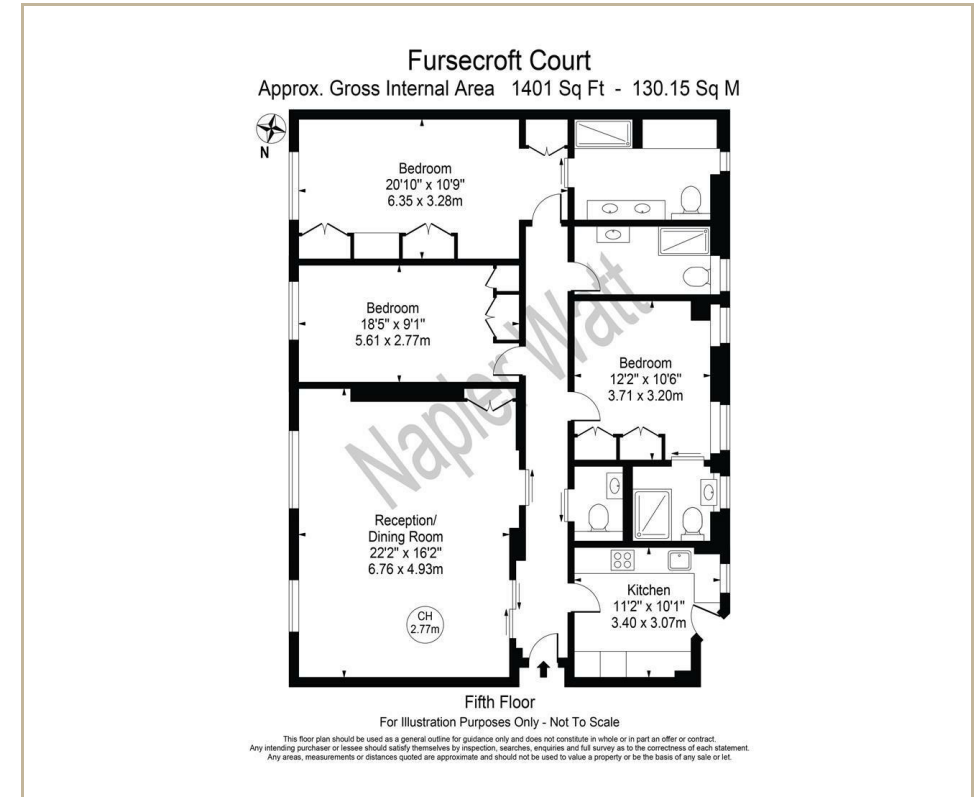 Fursecroft Court
Approx. Gross Internal Area 1401 Sq Ft - 130.15 Sq M
N
Bedroom
20'10" x 10'9"
6.35 x 3.28m
Bedroom
18'5" x 9'1"
5.61 x 2.77m
Bedroom
12'2" x 10'6"
3.71 x 3.20m
Napier Watt
Reception/
Dining Room
22'2" x 16'2"
6.76 x 4.93m
CH
2.77m
Kitchen
11'2" x 10'1"
3.40 x 3.07m
Fifth Floor
For Illustration Purposes Only - Not To Scale
This floor plan should be used as a general outline for guidance only and does not constitute in whole or in part an offer or contract.
Any intending purchaser or lessee should satisfy themselves by inspection, searches, enquiries and full survey as to the correctness of each statement.
Any areas, measurements or distances quoted are approximate and should not be used to value a property or be the basis of any sale or let.